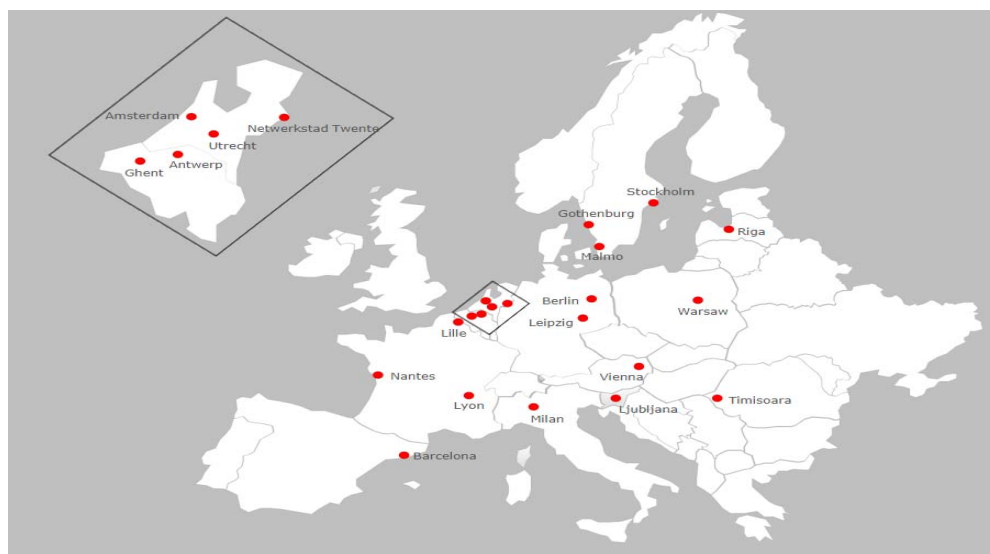 Amsterdam
Netwerkstad Twente
Utrecht
Antwerp
Ghent
Stockholm
Gothenburg
Riga
Malmo
Berlin
Warsaw
Leipzig
Lille
Vienna
Nantes
Lyon
Ljubljana
Timisoara
Milan
Barcelona